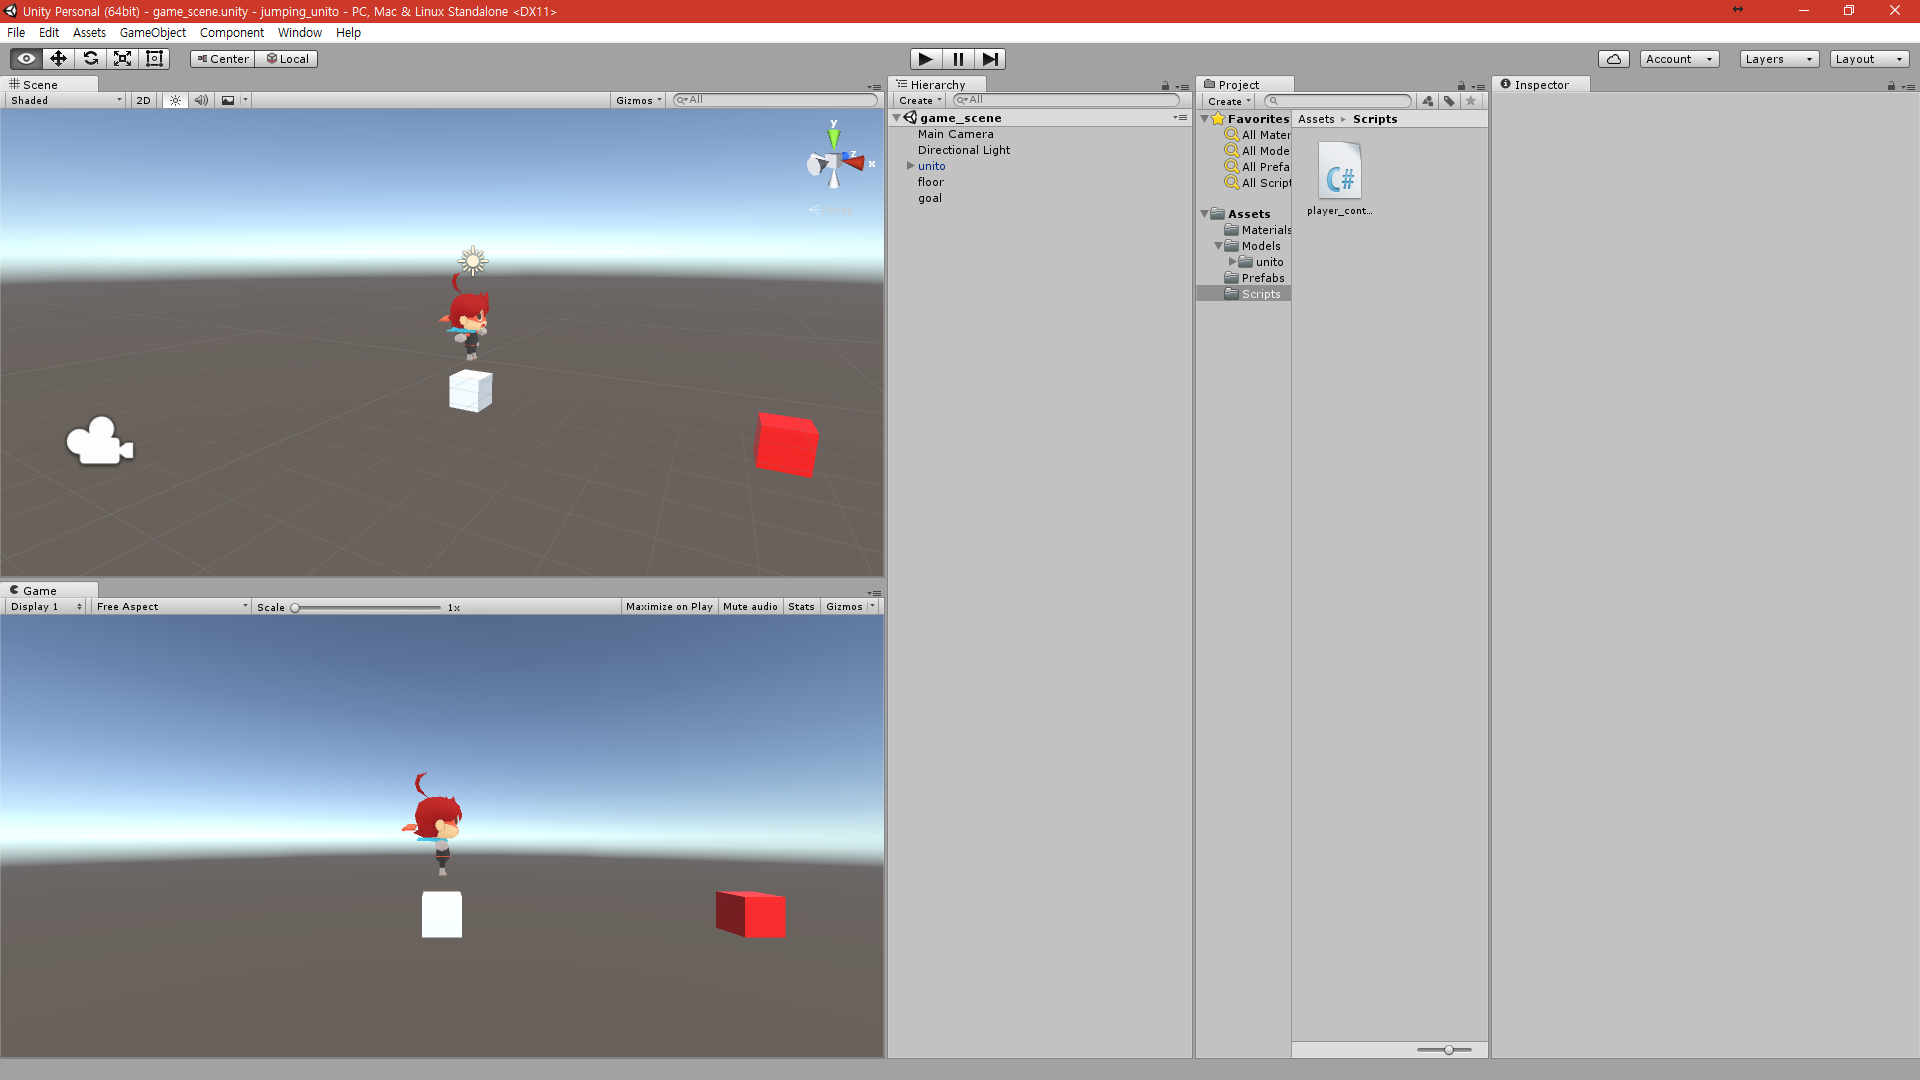 Unity Personal (64bit) - game_scene.unity - jumping_unito - PC, Mac & Linux Standalone <DX11>
File Edit Assets GameObject Component Window Help
Center Local
Account Layers Layout
Scene
Shaded 2D Gizmos All
y
z
x
Persp
Game
Display 1 Free Aspect Scale 1x Maximize on Play Mute audio Stats Gizmos
Hierarchy
Create All
game_scene
Main Camera
Directional Light
unito
floor
goal
Project
Create
Favorites
All Mater
All Mode
All Prefa
All Script
Assets
Materials
Models
unito
Prefabs
Scripts
Assets Scripts
C#
player_cont...
Inspector